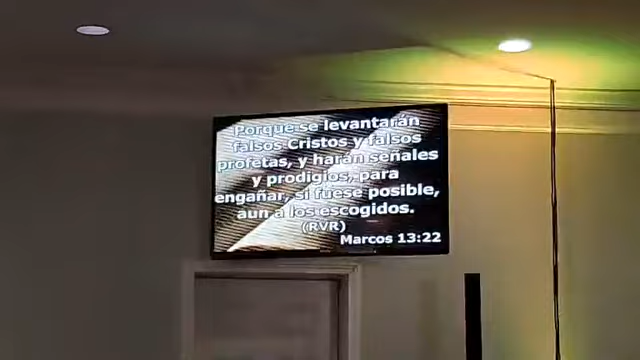 Porque se levantarán
falsos Cristos y falsos
profetas, y harán señales
y prodigios, para
engañar, si fuese posible,
aun a los escogidos.
(RVR)
Marcos 13:22